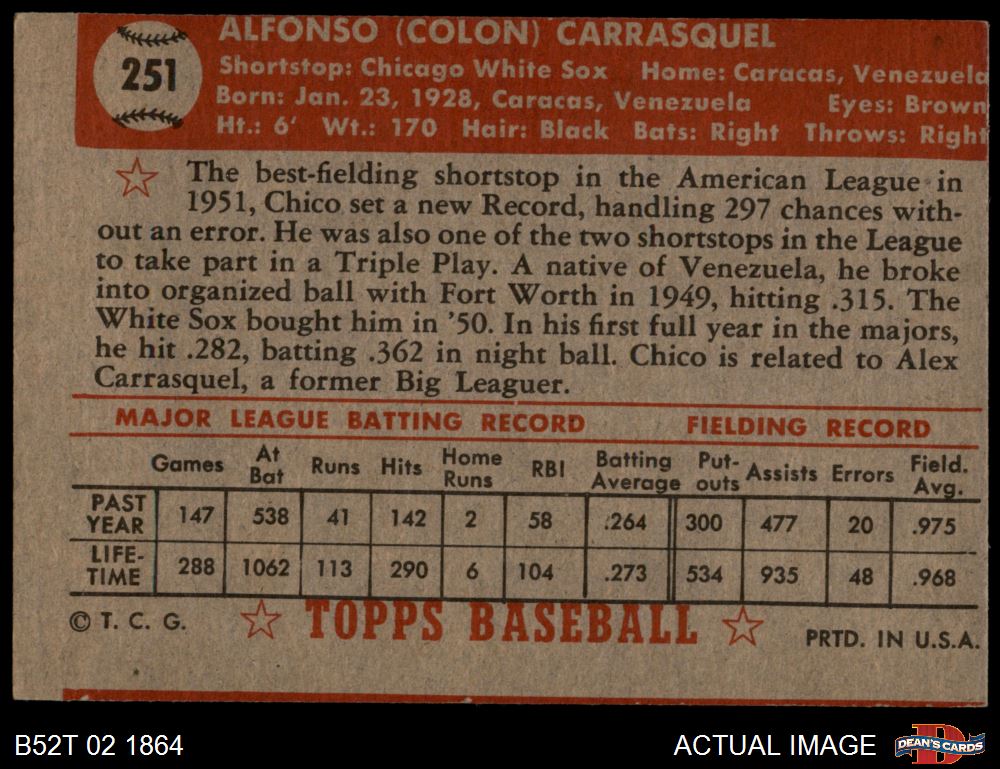 ALFONSO (COLON) CARRASQUEL
251
Shortstop: Chicago White Sox Home: Caracas, Venezuela
Born: Jan. 23, 1928, Caracas, Venezuela Eyes: Brown
Ht.: 6' Wt.: 170 Hair: Black Bats: Right Throws: Right
The best-fielding shortstop in the American League in
1951, Chico set a new Record, handling 297 chances with-
out an error. He was also one of the two shortstops in the League
to take part in a Triple Play. A native of Venezuela, he broke
into organized ball with Fort Worth in 1949, hitting .315. The
White Sox bought him in '50. In his first full year in the majors,
he hit .282, batting .362 in night ball. Chico is related to Alex
Carrasquel, a former Big Leaguer.
MAJOR LEAGUE BATTING RECORD FIELDING RECORD
Games At Bat Runs Hits Home Runs RBI Batting Average Put-outs Assists Errors Field. Avg.
PAST YEAR 147 538 41 142 2 58 .264 300 477 20 .975
LIFE-TIME 288 1062 113 290 6 104 .273 534 935 48 .968
© T. C. G. TOPPS BASEBALL PRTD. IN U.S.A.
B52T 02 1864 ACTUAL IMAGE DEAN'S CARDS